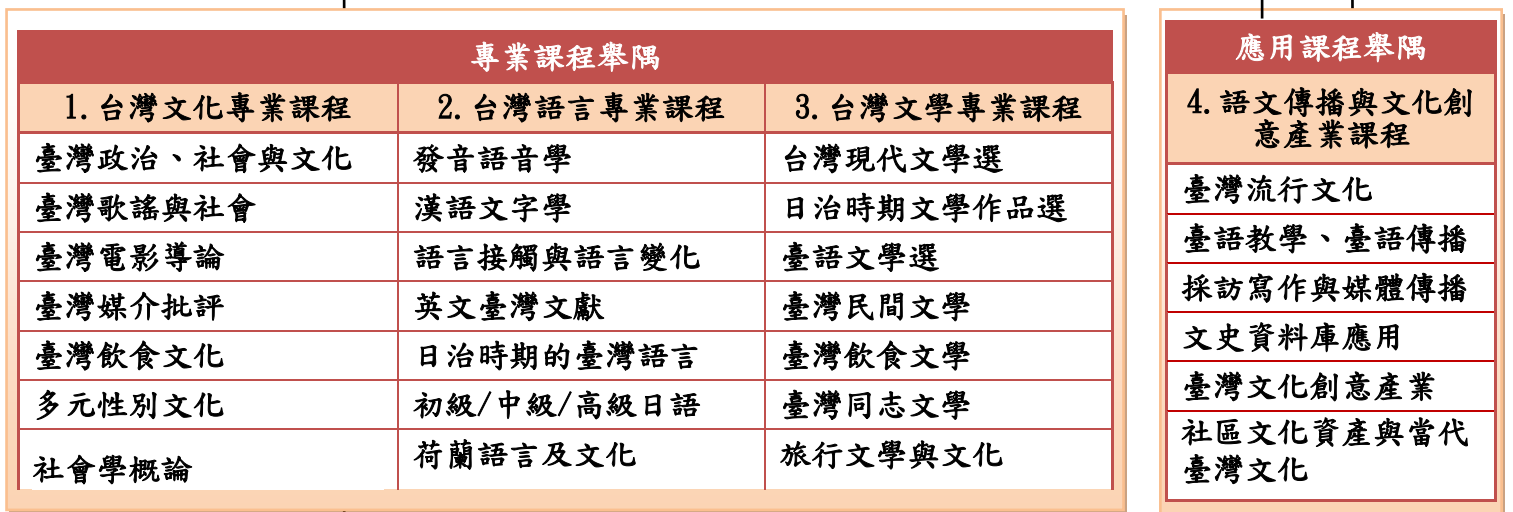 專業課程舉隅
1.台灣文化專業課程 2.台灣語言專業課程 3.台灣文學專業課程
臺灣政治、社會與文化 發音語音學 台灣現代文學選
臺灣歌謠與社會 漢語文字學 日治時期文學作品選
臺灣電影導論 語言接觸與語言變化 臺語文學選
臺灣媒介批評 英文臺灣文獻 臺灣民間文學
臺灣飲食文化 日治時期的臺灣語言 臺灣飲食文學
多元性別文化 初級/中級/高級日語 臺灣同志文學
社會學概論 荷蘭語言及文化 旅行文學與文化
應用課程舉隅
4.語文傳播與文化創
意產業課程
臺灣流行文化
臺語教學、臺語傳播
採訪寫作與媒體傳播
文史資料庫應用
臺灣文化創意產業
社區文化資產與當代
臺灣文化